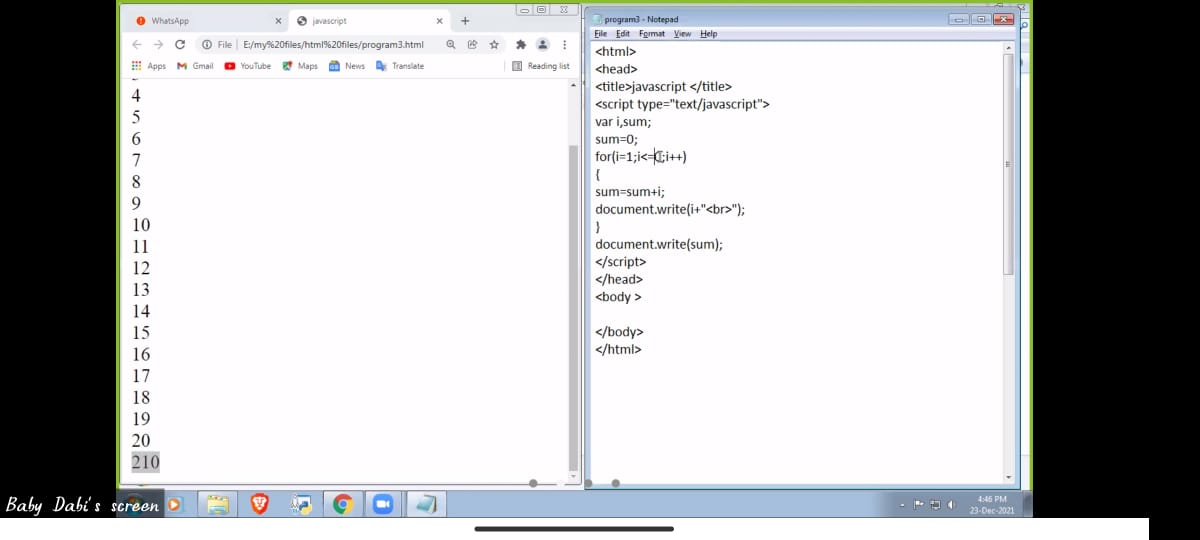 WhatsApp
javascript
File | E:/my%20files/html%20files/program3.html
Apps Gmail YouTube Maps News Translate Reading list
4
5
6
7
8
9
10
11
12
13
14
15
16
17
18
19
20
210
program3 - Notepad
File Edit Format View Help
<html>
<head>
<title>javascript </title>
<script type="text/javascript">
var i,sum;
sum=0;
for(i=1;i<=0;i++)
{
sum=sum+i;
document.write(i+"<br>");
}
document.write(sum);
</script>
</head>
<body >
</body>
</html>
Baby Dabi's screen
4:46 PM
23-Dec-2021